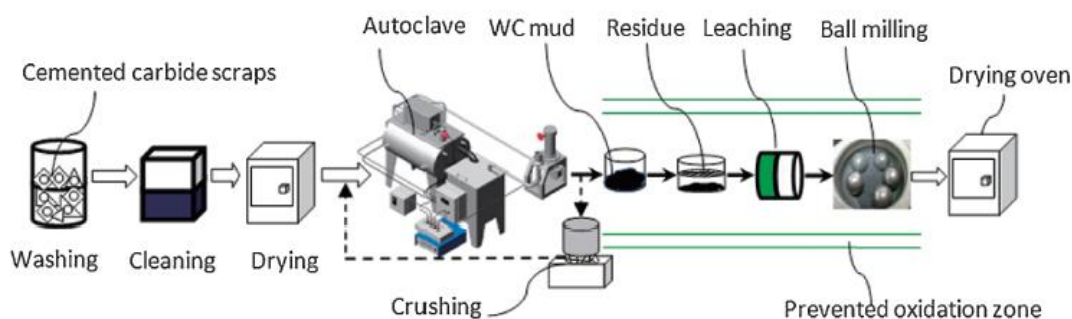 Autoclave
WC mud
Residue
Leaching
Ball milling
Cemented carbide scraps
Drying oven
Washing
Cleaning
Drying
Crushing
Prevented oxidation zone